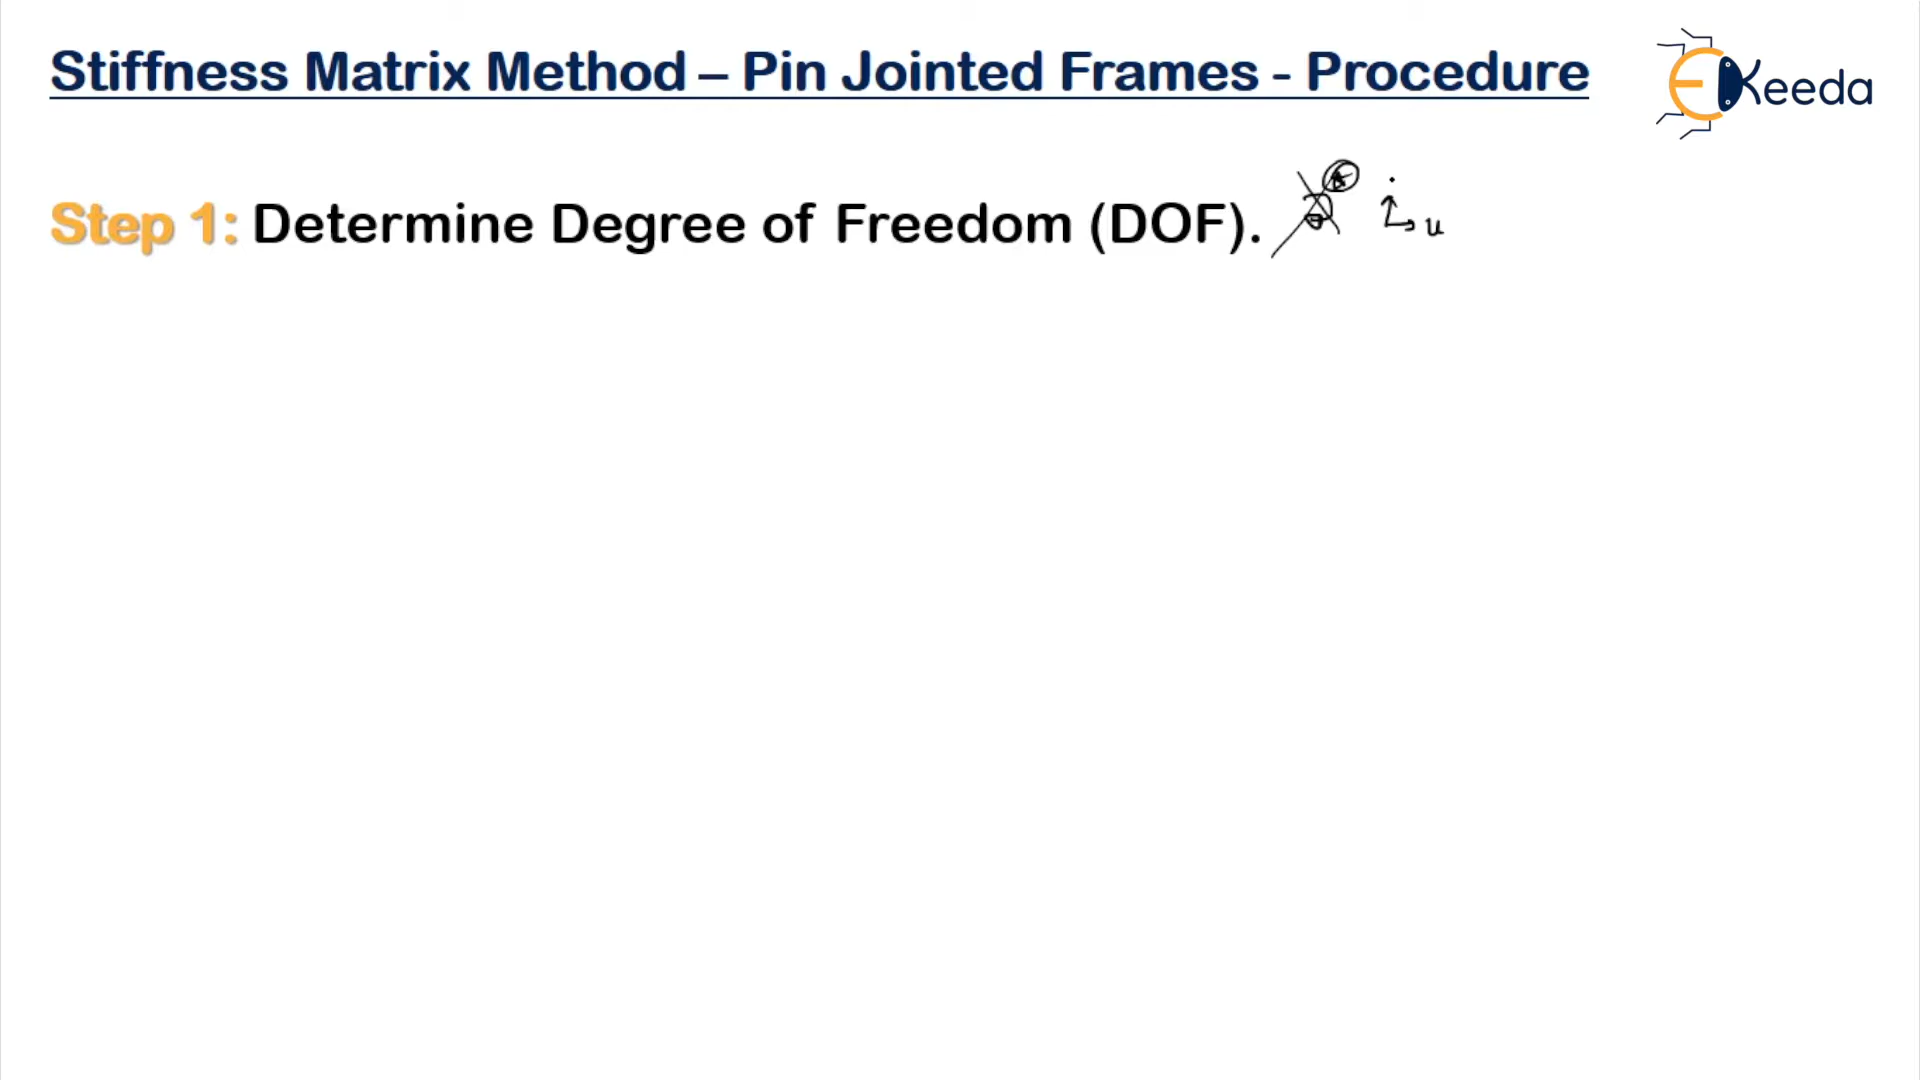 Stiffness Matrix Method – Pin Jointed Frames - Procedure
EKeeda
Step 1: Determine Degree of Freedom (DOF).
u